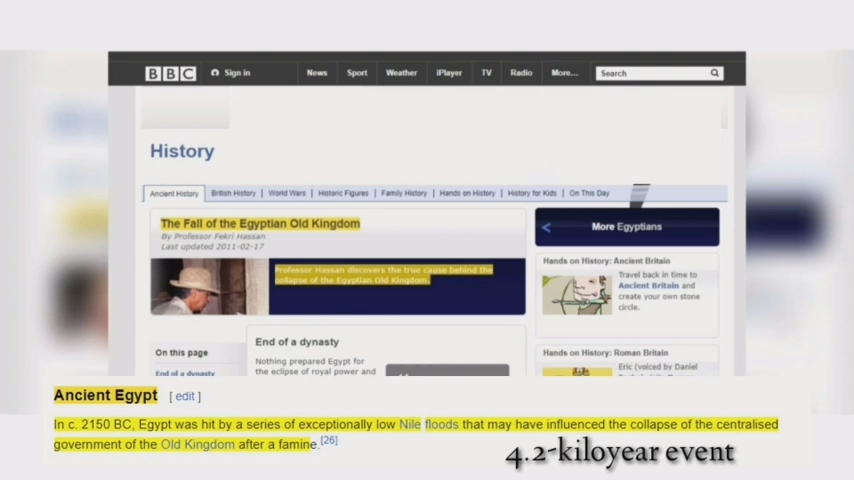 BBC Sign in News Sport Weather iPlayer TV Radio More... Search
History
Ancient History British History | World Wars | Historic Figures | Family History | Hands on History | History for Kids | On This Day
The Fall of the Egyptian Old Kingdom
By Professor Fekri Hassan
Last updated 2011-02-17
Professor Hassan discovers the true cause behind the
collapse of the Egyptian Old Kingdom.
More Egyptians
Hands on History: Ancient Britain
Travel back in time to
Ancient Britain and
create your own stone
circle.
On this page
End of a dynasty
End of a dynasty
Nothing prepared Egypt for
the eclipse of royal power and
Hands on History: Roman Britain
Eric (voiced by Daniel
Ancient Egypt [ edit ]
In c. 2150 BC, Egypt was hit by a series of exceptionally low Nile floods that may have influenced the collapse of the centralised
government of the Old Kingdom after a famine.[26]
4.2-kiloyear event